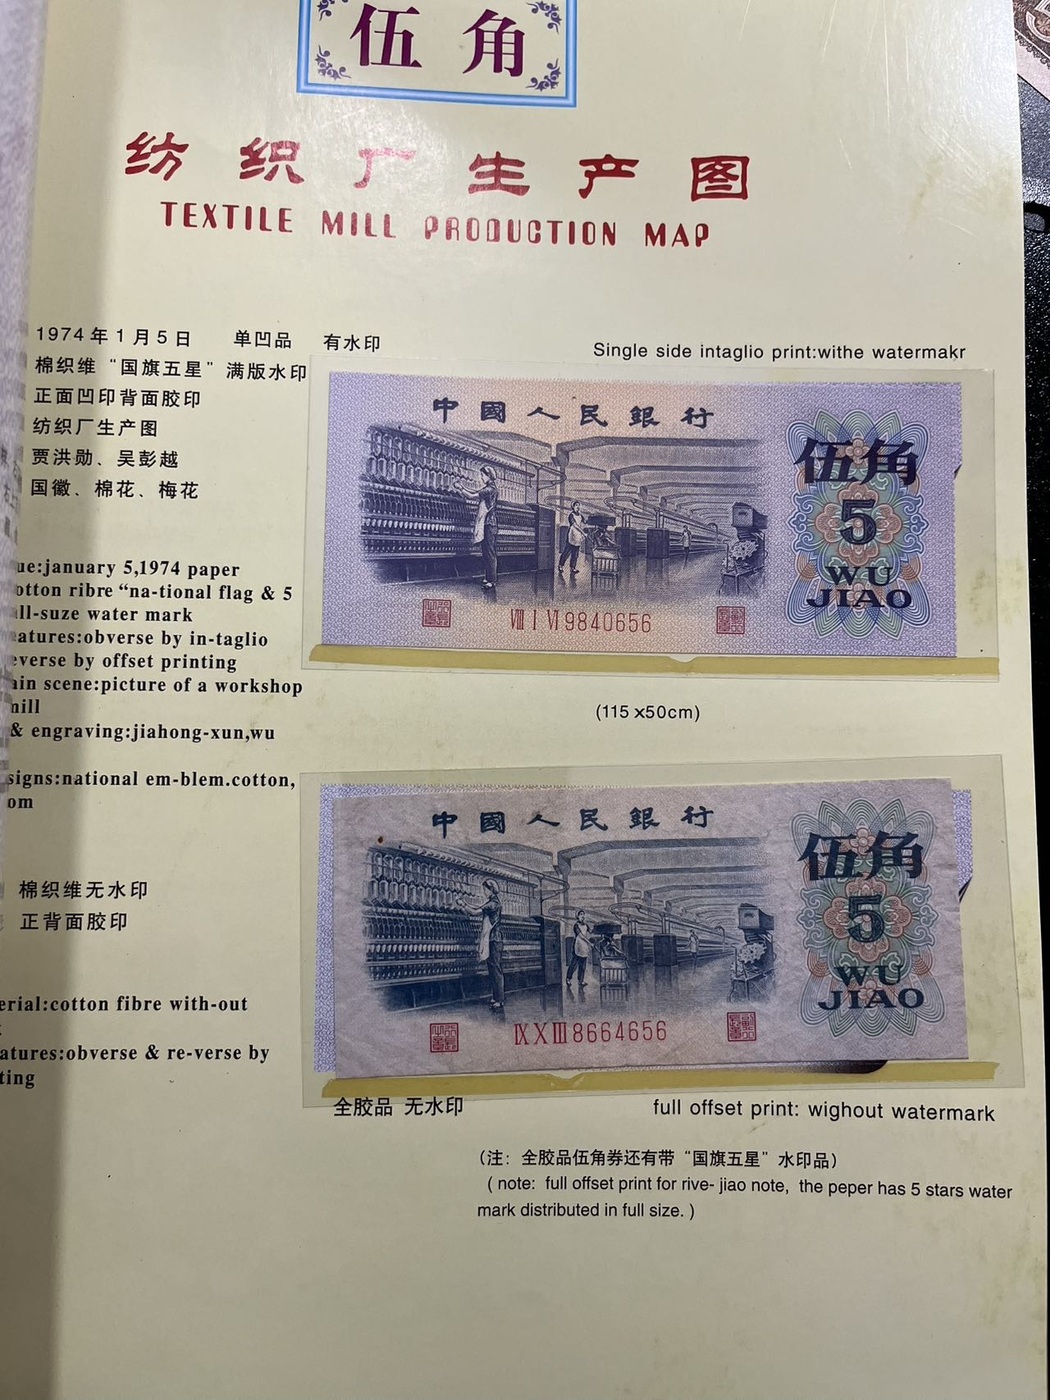 伍角
纺织厂生产图
TEXTILE MILL PRODUCTION MAP
1974年1月5日 单凹品 有水印
棉织维“国旗五星”满版水印
正面凹印背面胶印
纺织厂生产图
贾洪勋、吴彭越
国徽、棉花、梅花
Single side intaglio print:withe watermakr
中國人民銀行
伍角
5
WU
JIAO
VIII I VI 9840656
(115×50cm)
ue:january 5,1974 paper
otton ribre “na-tional flag & 5
ll-suze water mark
eatures:obverse by in-taglio
everse by offset printing
ain scene:picture of a workshop
mill
& engraving:jiahong-xun,wu
signs:national em-blem.cotton,
om
中國人民銀行
伍角
5
WU
JIAO
IX X III 8664656
棉织维无水印
正背面胶印
erial:cotton fibre with-out
atures:obverse & re-verse by
ting
全胶品 无水印
full offset print: wighout watermark
(注: 全胶品伍角券还有带“国旗五星”水印品)
( note: full offset print for rive- jiao note, the peper has 5 stars water
mark distributed in full size. )